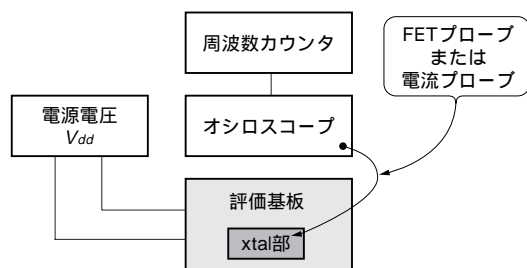 周波数カウンタ
FETプローブ
または
電流プローブ
電源電圧
Vdd
オシロスコープ
評価基板
xtal部